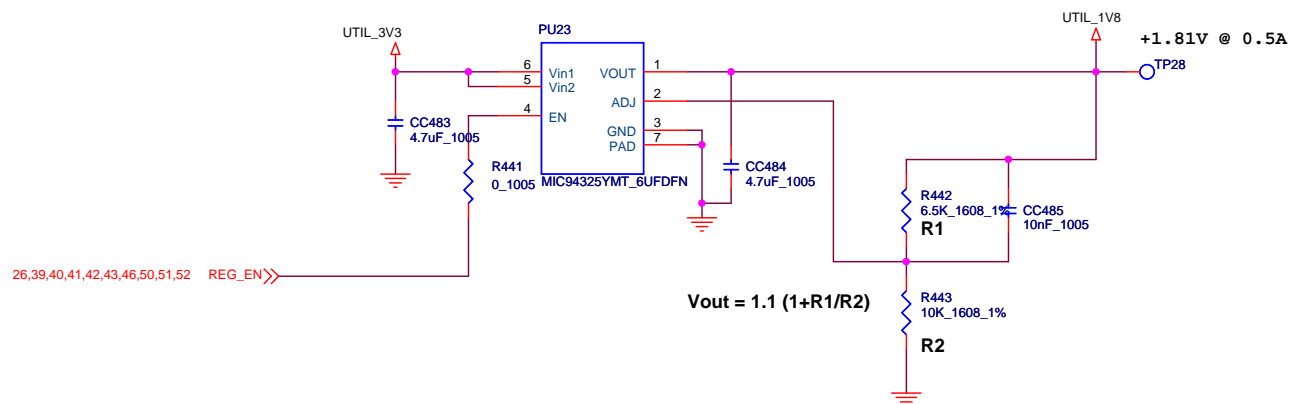 UTIL_1V8
+1.81V @ 0.5A
PU23
UTIL_3V3
TP28
6
Vin1
VOUT
1
5
Vin2
ADJ
2
4
EN
GND
3
PAD
7
CC483
4.7uF_1005
R441
0_1005
MIC94325YMT_6UFDFN
CC484
4.7uF_1005
R442
6.5K_1608_1%
R1
CC485
10nF_1005
26,39,40,41,42,43,46,50,51,52 REG_EN
Vout = 1.1 (1+R1/R2)
R443
10K_1608_1%
R2